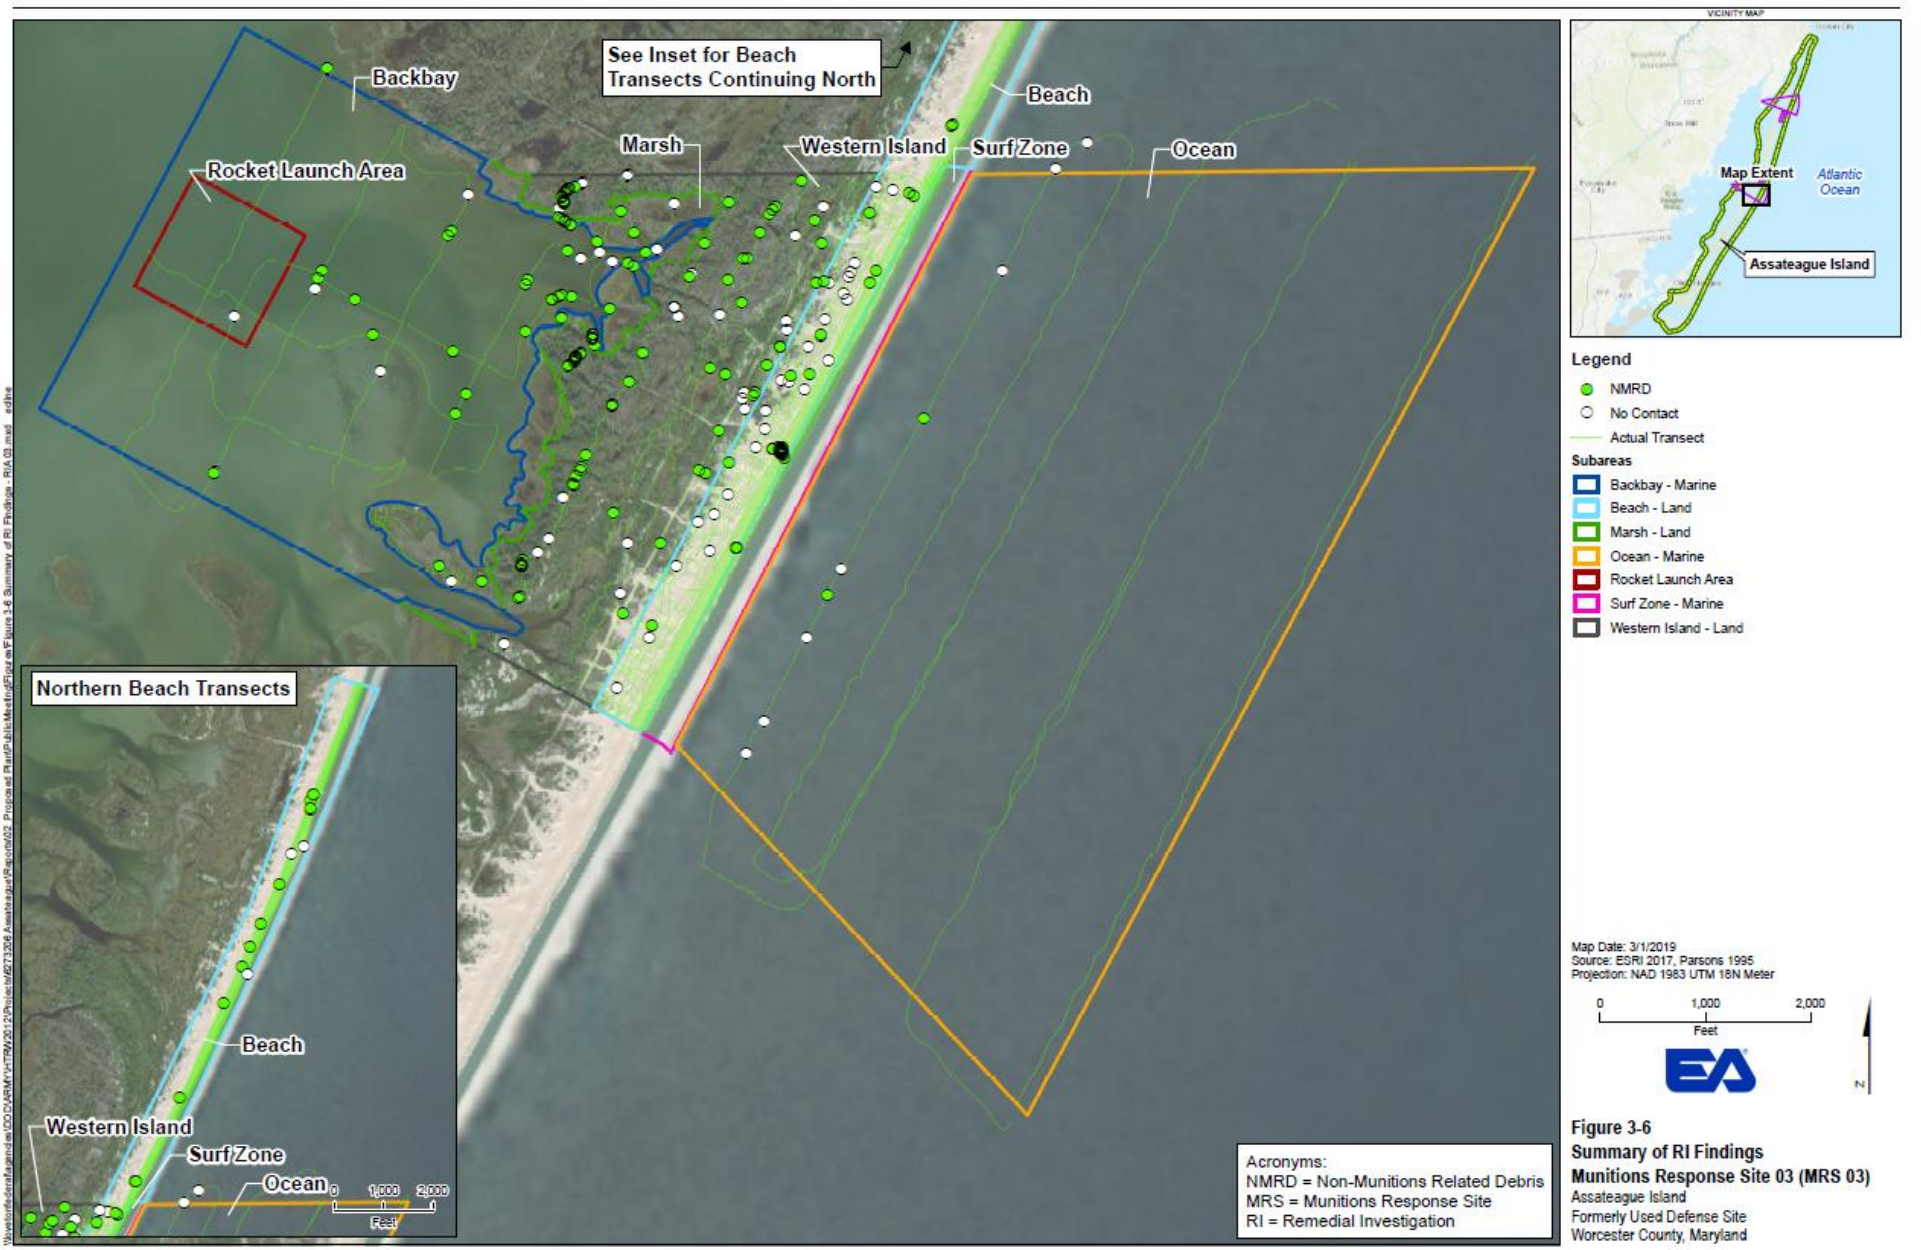 See Inset for Beach
Transects Continuing North
Backbay
Beach
Marsh
Western Island
Surf Zone
Ocean
Rocket Launch Area
Northern Beach Transects
Beach
Western Island
Surf Zone
Ocean
0 1,000 2,000
Feet
Acronyms:
NMRD = Non-Munitions Related Debris
MRS = Munitions Response Site
RI = Remedial Investigation
VICINITY MAP
Map Extent
Atlantic
Ocean
Assateague Island
Legend
NMRD
No Contact
Actual Transect
Subareas
Backbay - Marine
Beach - Land
Marsh - Land
Ocean - Marine
Rocket Launch Area
Surf Zone - Marine
Western Island - Land
Map Date: 3/1/2019
Source: ESRI 2017, Parsons 1995
Projection: NAD 1983 UTM 18N Meter
0 1,000 2,000
Feet
EA
N
Figure 3-6
Summary of RI Findings
Munitions Response Site 03 (MRS 03)
Assateague Island
Formerly Used Defense Site
Worcester County, Maryland